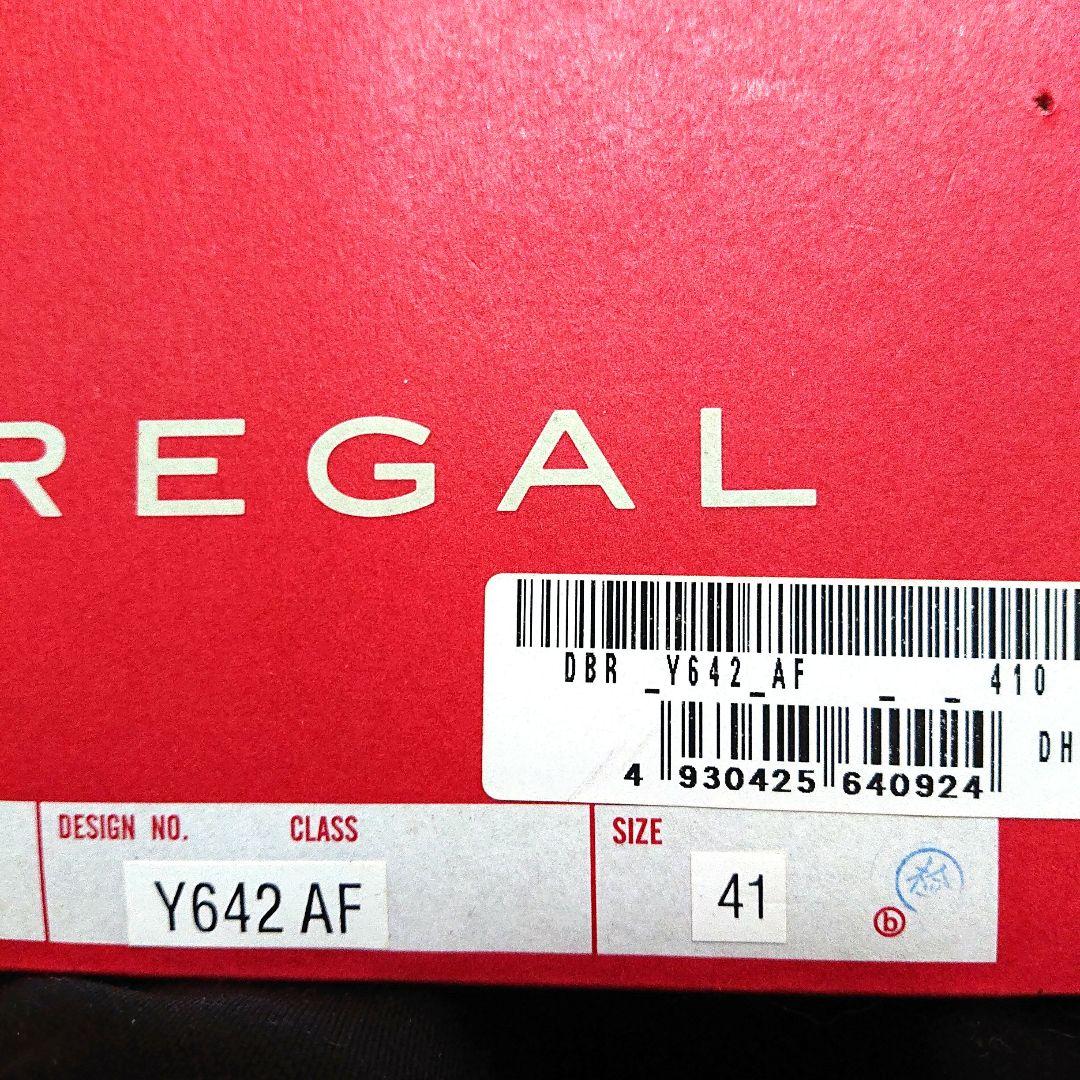 REGAL
DBR _Y642_AF _ _ 410
DH
4 930425 640924
DESIGN NO. CLASS SIZE
Y642 AF 41
b